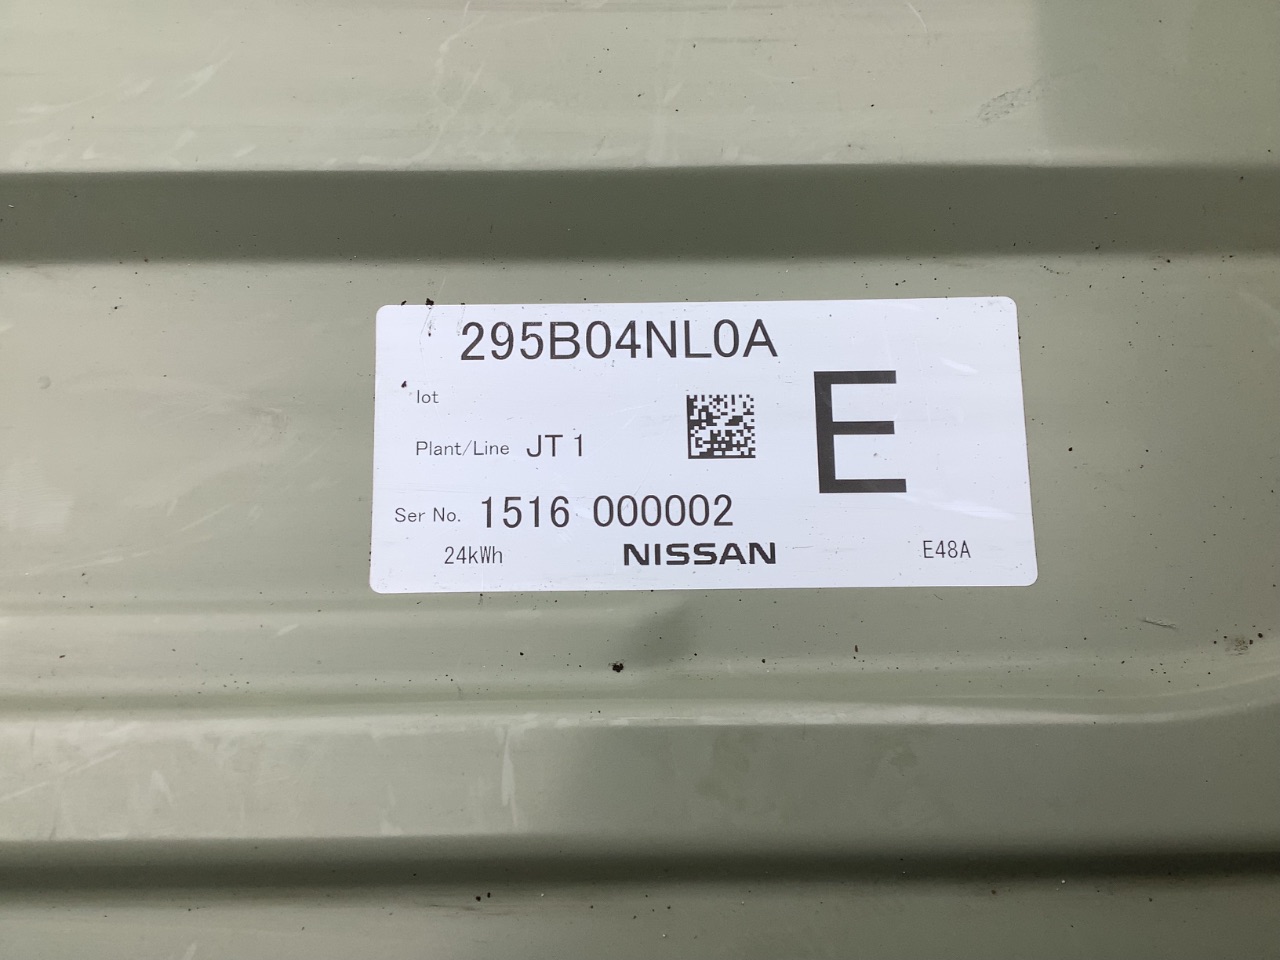 295B04NL0A
lot
Plant/Line JT 1
E
Ser No. 1516 000002
24kWh NISSAN E48A